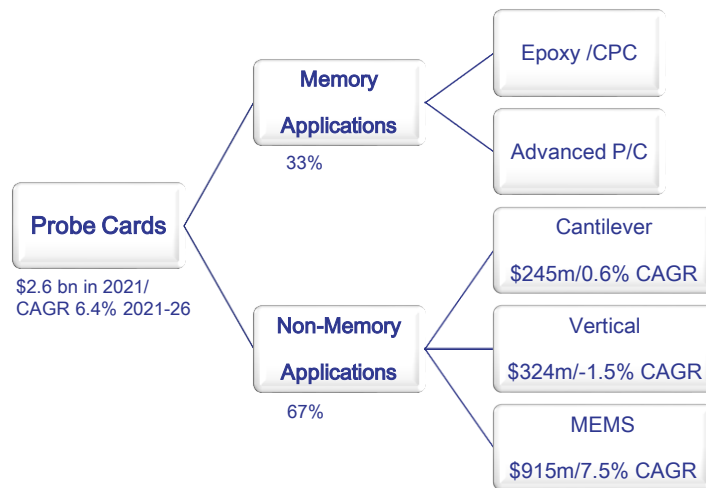 Probe Cards
$2.6 bn in 2021/
CAGR 6.4% 2021-26
Memory
Applications
33%
Non-Memory
Applications
67%
Epoxy /CPC
Advanced P/C
Cantilever
$245m/0.6% CAGR
Vertical
$324m/-1.5% CAGR
MEMS
$915m/7.5% CAGR